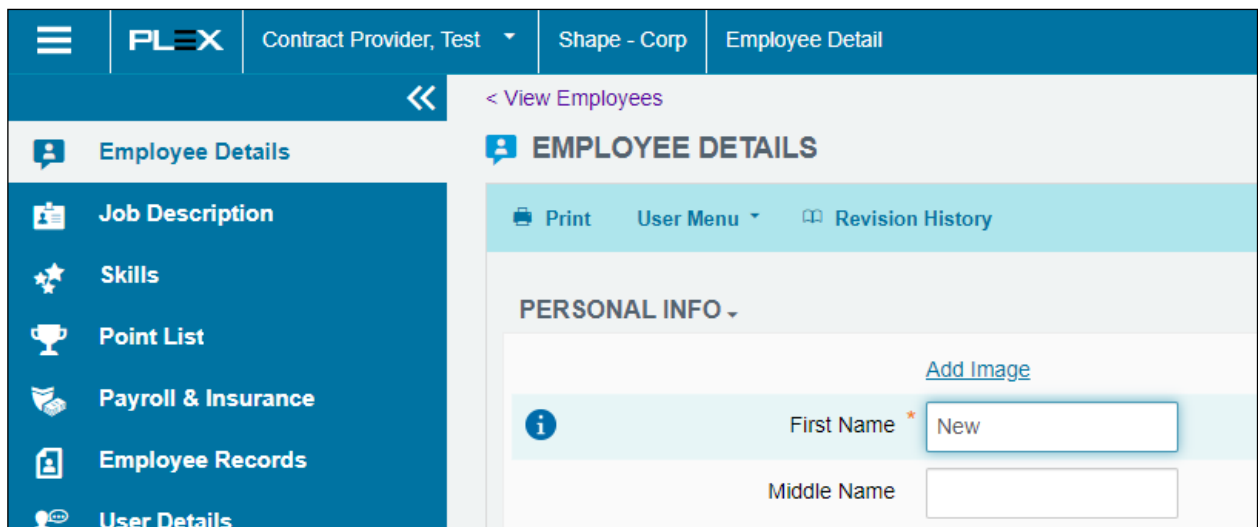 PLEX
Contract Provider, Test
Shape - Corp
Employee Detail
< View Employees
Employee Details
Job Description
Skills
Point List
Payroll & Insurance
Employee Records
User Details
EMPLOYEE DETAILS
Print
User Menu
Revision History
PERSONAL INFO
Add Image
First Name *
New
Middle Name